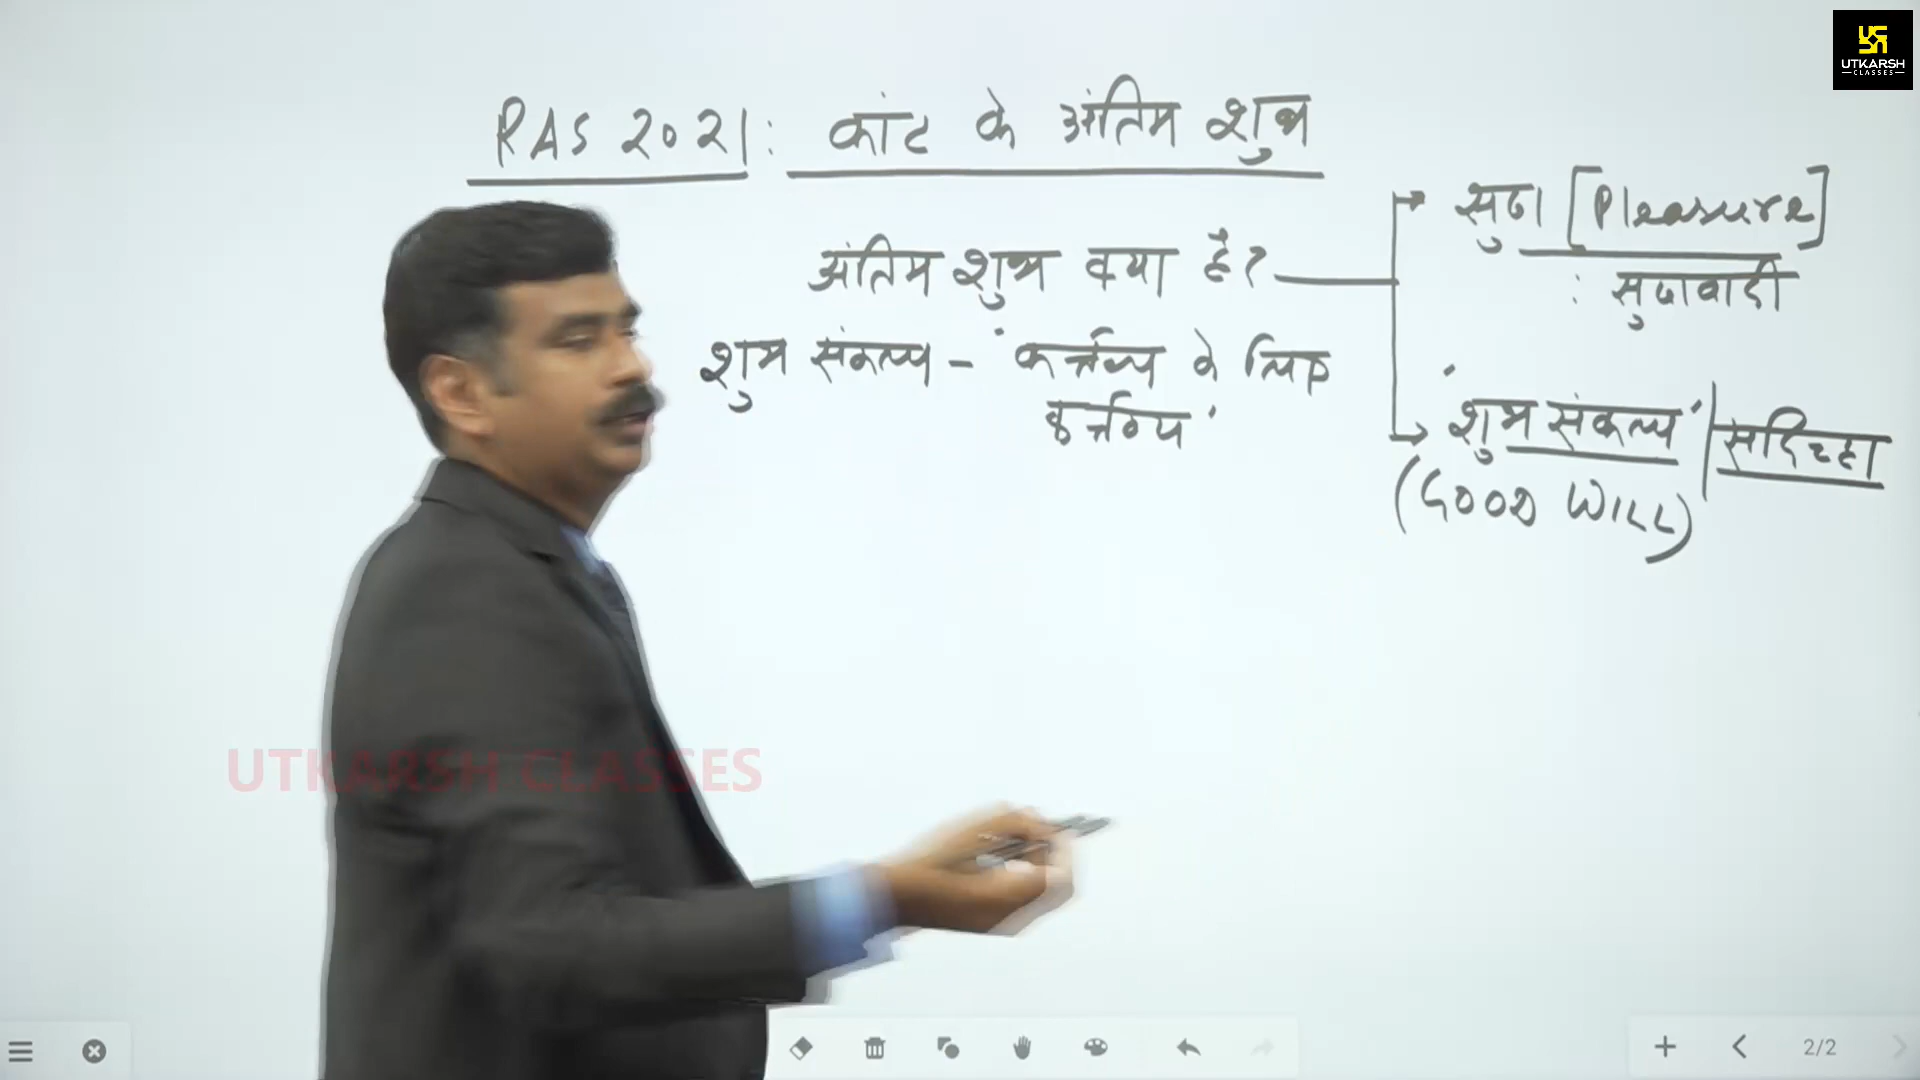 UTKARSH
CLASSES
RAS 2021: कांट के अंतिम शुभ
अंतिम शुभ क्या है?
सुख [Pleasure]
: सुखवादी
शुभ संकल्प - 'कर्त्तव्य के लिए
कर्त्तव्य'
'शुभ संकल्प' | सदिच्छा
(GOOD WILL)
UTKARSH CLASSES
2/2